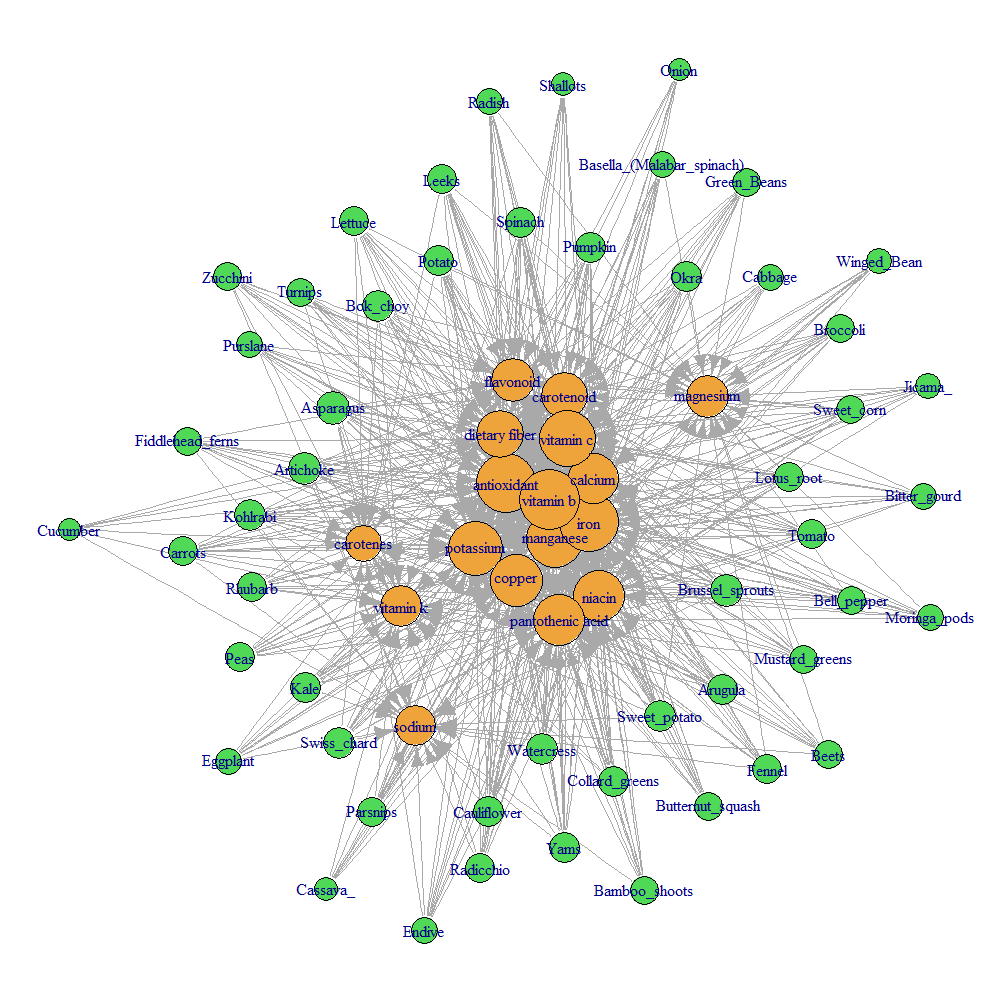 Onion
Shallots
Radish
Basella_(Malabar_spinach)
Green_Beans
Leeks
Lettuce
Spinach
Pumpkin
Potato
Winged_Bean
Zucchini
Turnips
Okra
Cabbage
Bok_choy
Broccoli
Purslane
flavonoid
carotenoid
magnesium
Jicama_
Asparagus
Sweet_corn
dietary fiber
vitamin c
Fiddlehead_ferns
Artichoke
antioxidant
calcium
Lotus_root
vitamin b
Bitter_gourd
Kohlrabi
iron
Cucumber
carotenes
manganese
Tomato
Carrots
potassium
copper
Rhubarb
Brussel_sprouts
niacin
Bell_pepper
vitamin k
pantothenic acid
Moringa_pods
Peas
Mustard_greens
Kale
Arugula
Sweet_potato
sodium
Swiss_chard
Watercress
Beets
Eggplant
Fennel
Collard_greens
Butternut_squash
Parsnips
Cauliflower
Yams
Radicchio
Cassava_
Bamboo_shoots
Endive